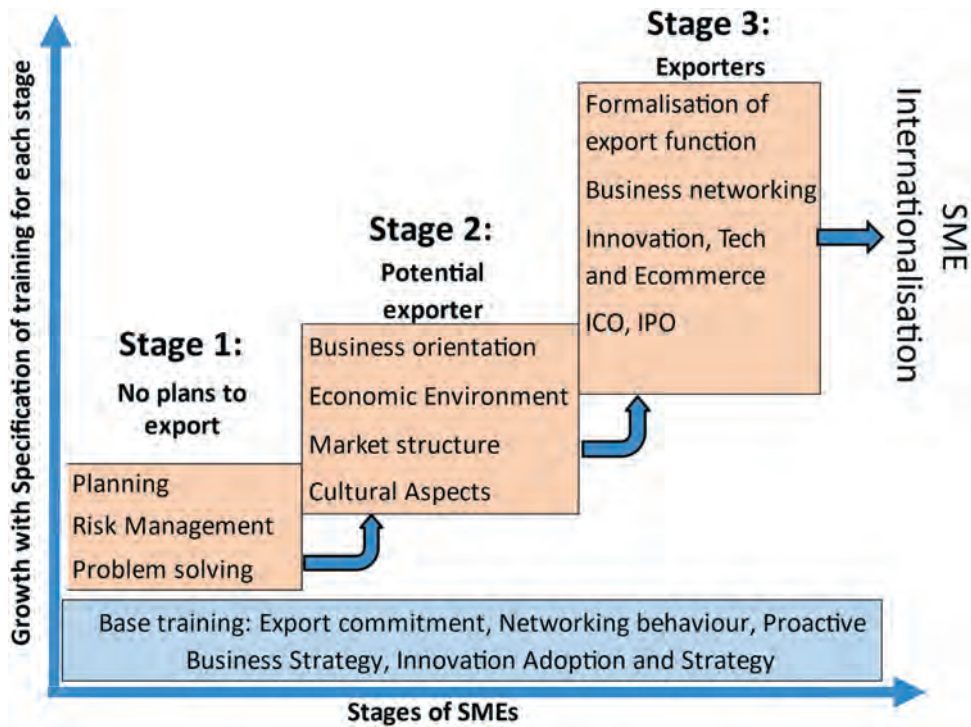 Growth with Specification of training for each stage
Stage 1:
No plans to
export
Planning
Risk Management
Problem solving
Stage 2:
Potential
exporter
Business orientation
Economic Environment
Market structure
Cultural Aspects
Stage 3:
Exporters
Formalisation of
export function
Business networking
Innovation, Tech
and Ecommerce
ICO, IPO
SME
Internationalisation
Base training: Export commitment, Networking behaviour, Proactive
Business Strategy, Innovation Adoption and Strategy
Stages of SMEs